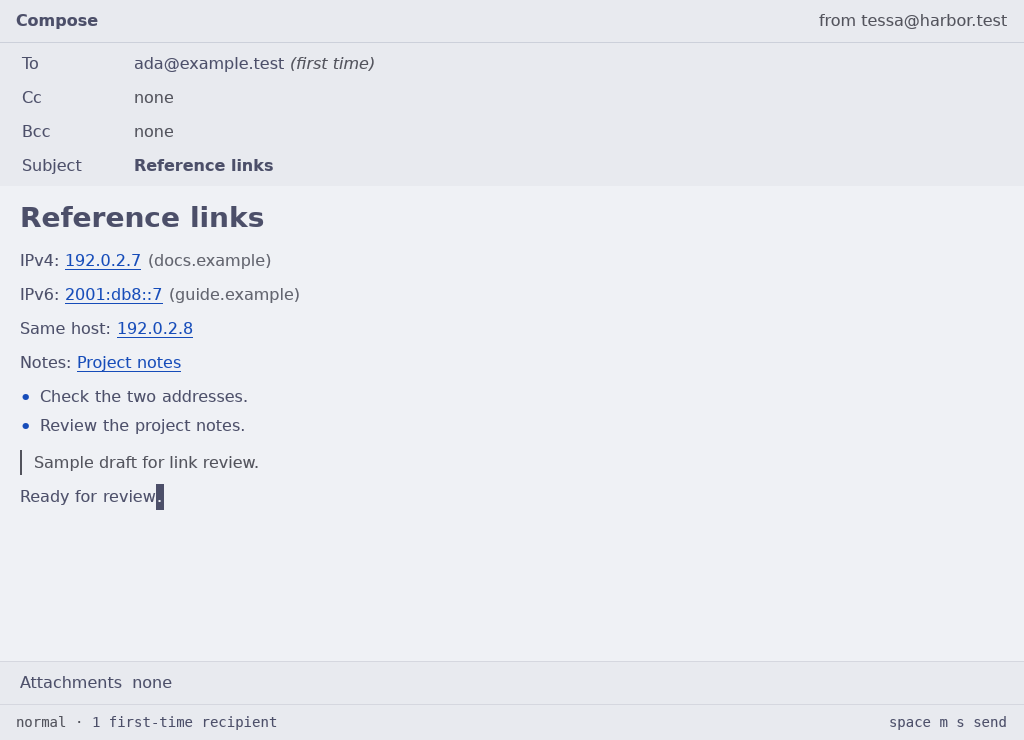 Compose from tessa@harbor.test
To ada@example.test (first time)
Cc none
Bcc none
Subject Reference links
Reference links
IPv4: 192.0.2.7 (docs.example)
IPv6: 2001:db8::7 (guide.example)
Same host: 192.0.2.8
Notes: Project notes
• Check the two addresses.
• Review the project notes.
Sample draft for link review.
Ready for review.
Attachments none
normal · 1 first-time recipient space m s send